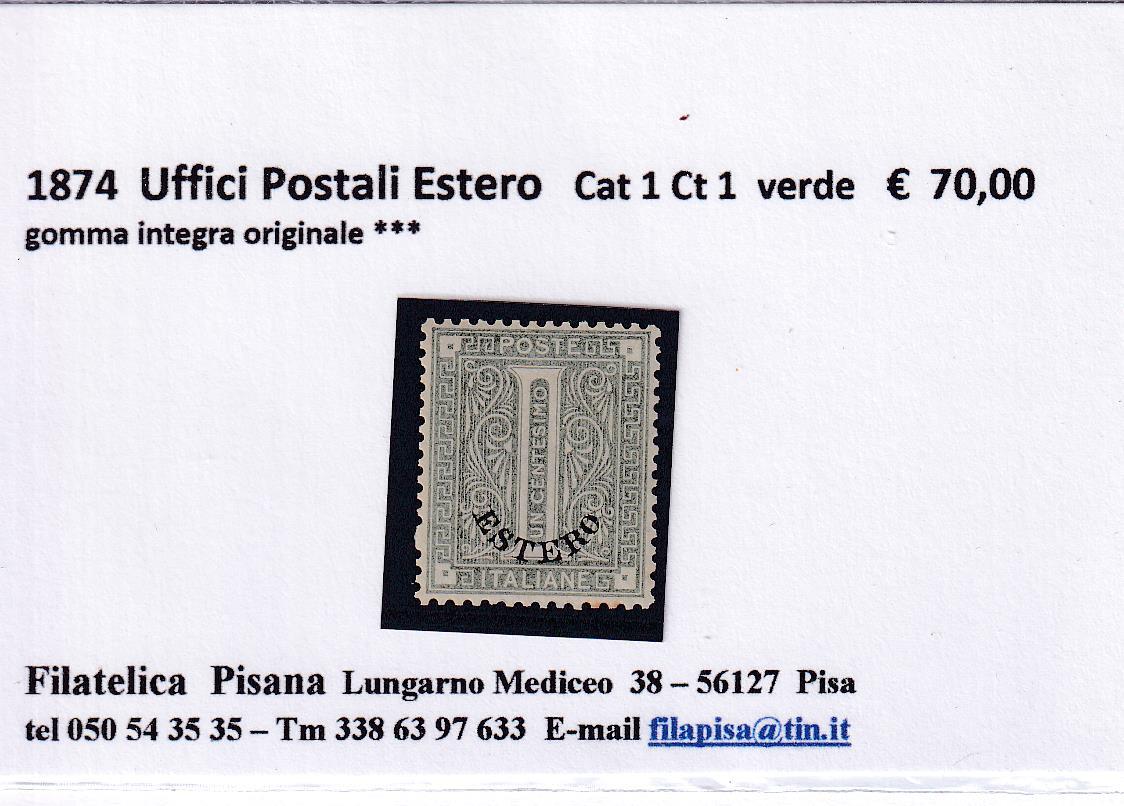 1874 Uffici Postali Estero Cat 1 Ct 1 verde € 70,00
gomma integra originale ***
POSTE
UN CENTESIMO
ESTERO
ITALIANE
Filatelica Pisana Lungarno Mediceo 38 – 56127 Pisa
tel 050 54 35 35 – Tm 338 63 97 633 E-mail filapisa@tin.it